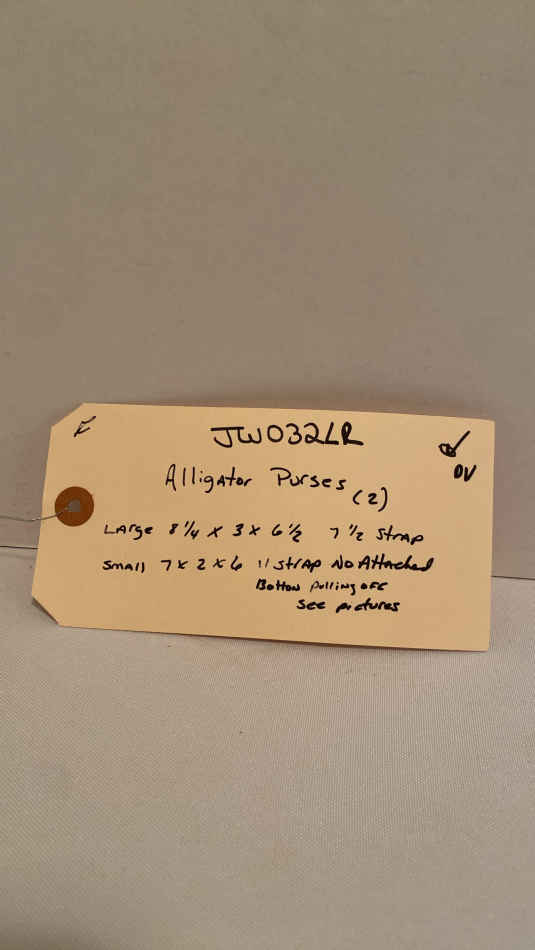 E
JW032LR
OV
Alligator Purses (2)
Large 8 1/4 x 3 x 6 1/2 7 1/2 Strap
Small 7 x 2 x 6 11 Strap No Attached
Bottom pulling off
See pictures